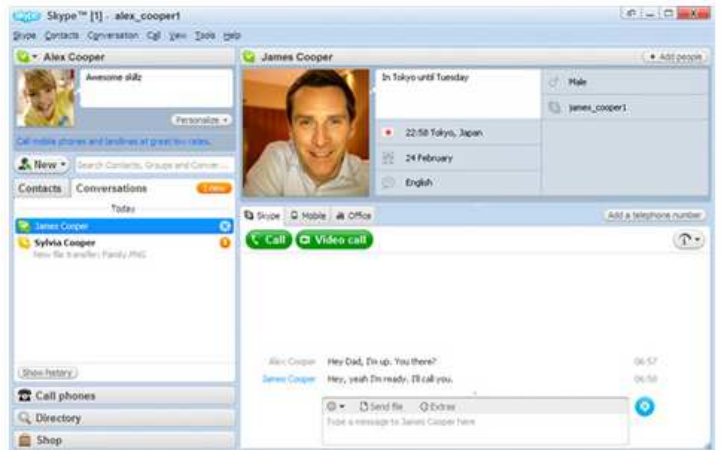 Skype™ [1] - alex_cooper1
Skype Contacts Conversation Call View Tools Help
Alex Cooper
Awesome skillz
Personalize
Call mobile phones and landlines at great low rates.
New
Search Contacts, Groups and Conver...
Contacts
Conversations
1 new
Today
James Cooper
Sylvia Cooper
New file transfer: Family.PNG
Show history
Call phones
Directory
Shop
James Cooper
Add people
In Tokyo until Tuesday
Male
james_cooper1
22:58 Tokyo, Japan
24 February
English
Skype
Mobile
Office
Add a telephone number
Call
Video call
Alex Cooper Hey Dad, I'm up. You there? 06:57
James Cooper Hey, yeah I'm ready. I'll call you. 06:58
Send file
Extras
Type a message to James Cooper here